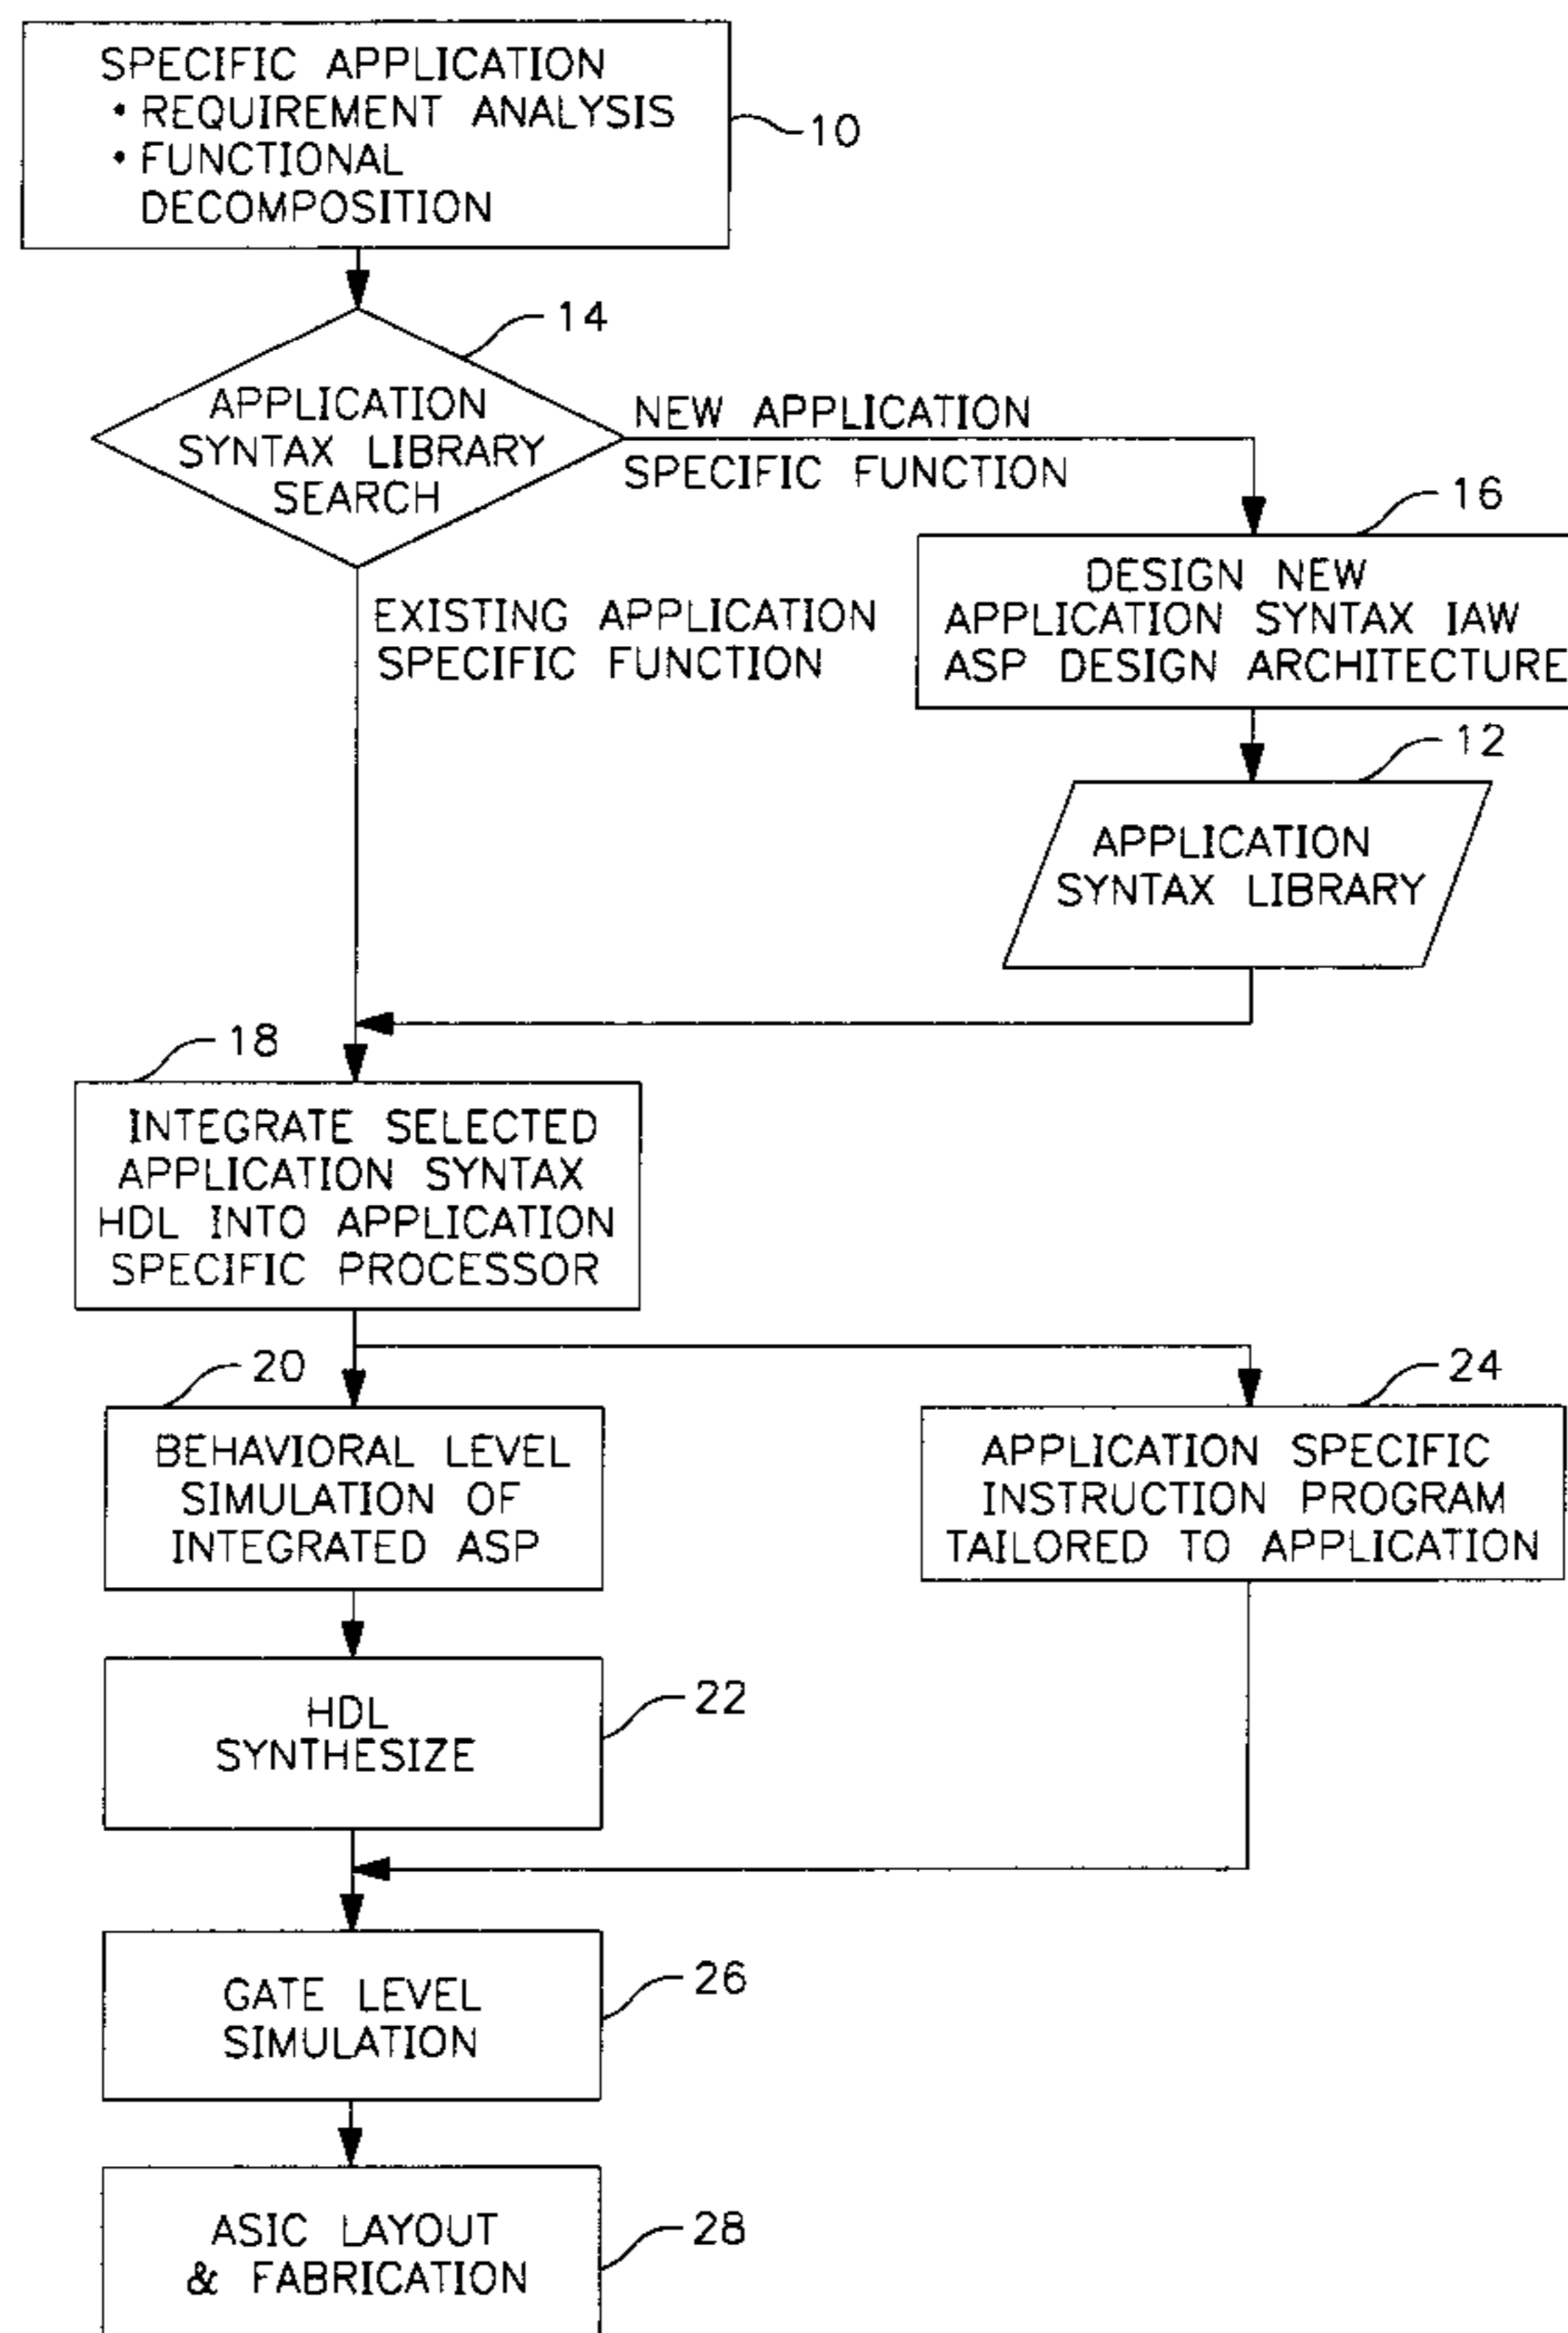 SPECIFIC APPLICATION
• REQUIREMENT ANALYSIS
• FUNCTIONAL
DECOMPOSITION
10
14
APPLICATION
SYNTAX LIBRARY
SEARCH
NEW APPLICATION
SPECIFIC FUNCTION
EXISTING APPLICATION
SPECIFIC FUNCTION
16
DESIGN NEW
APPLICATION SYNTAX IAW
ASP DESIGN ARCHITECTURE
12
APPLICATION
SYNTAX LIBRARY
18
INTEGRATE SELECTED
APPLICATION SYNTAX
HDL INTO APPLICATION
SPECIFIC PROCESSOR
20
BEHAVIORAL LEVEL
SIMULATION OF
INTEGRATED ASP
24
APPLICATION SPECIFIC
INSTRUCTION PROGRAM
TAILORED TO APPLICATION
HDL
SYNTHESIZE
22
GATE LEVEL
SIMULATION
26
ASIC LAYOUT
& FABRICATION
28